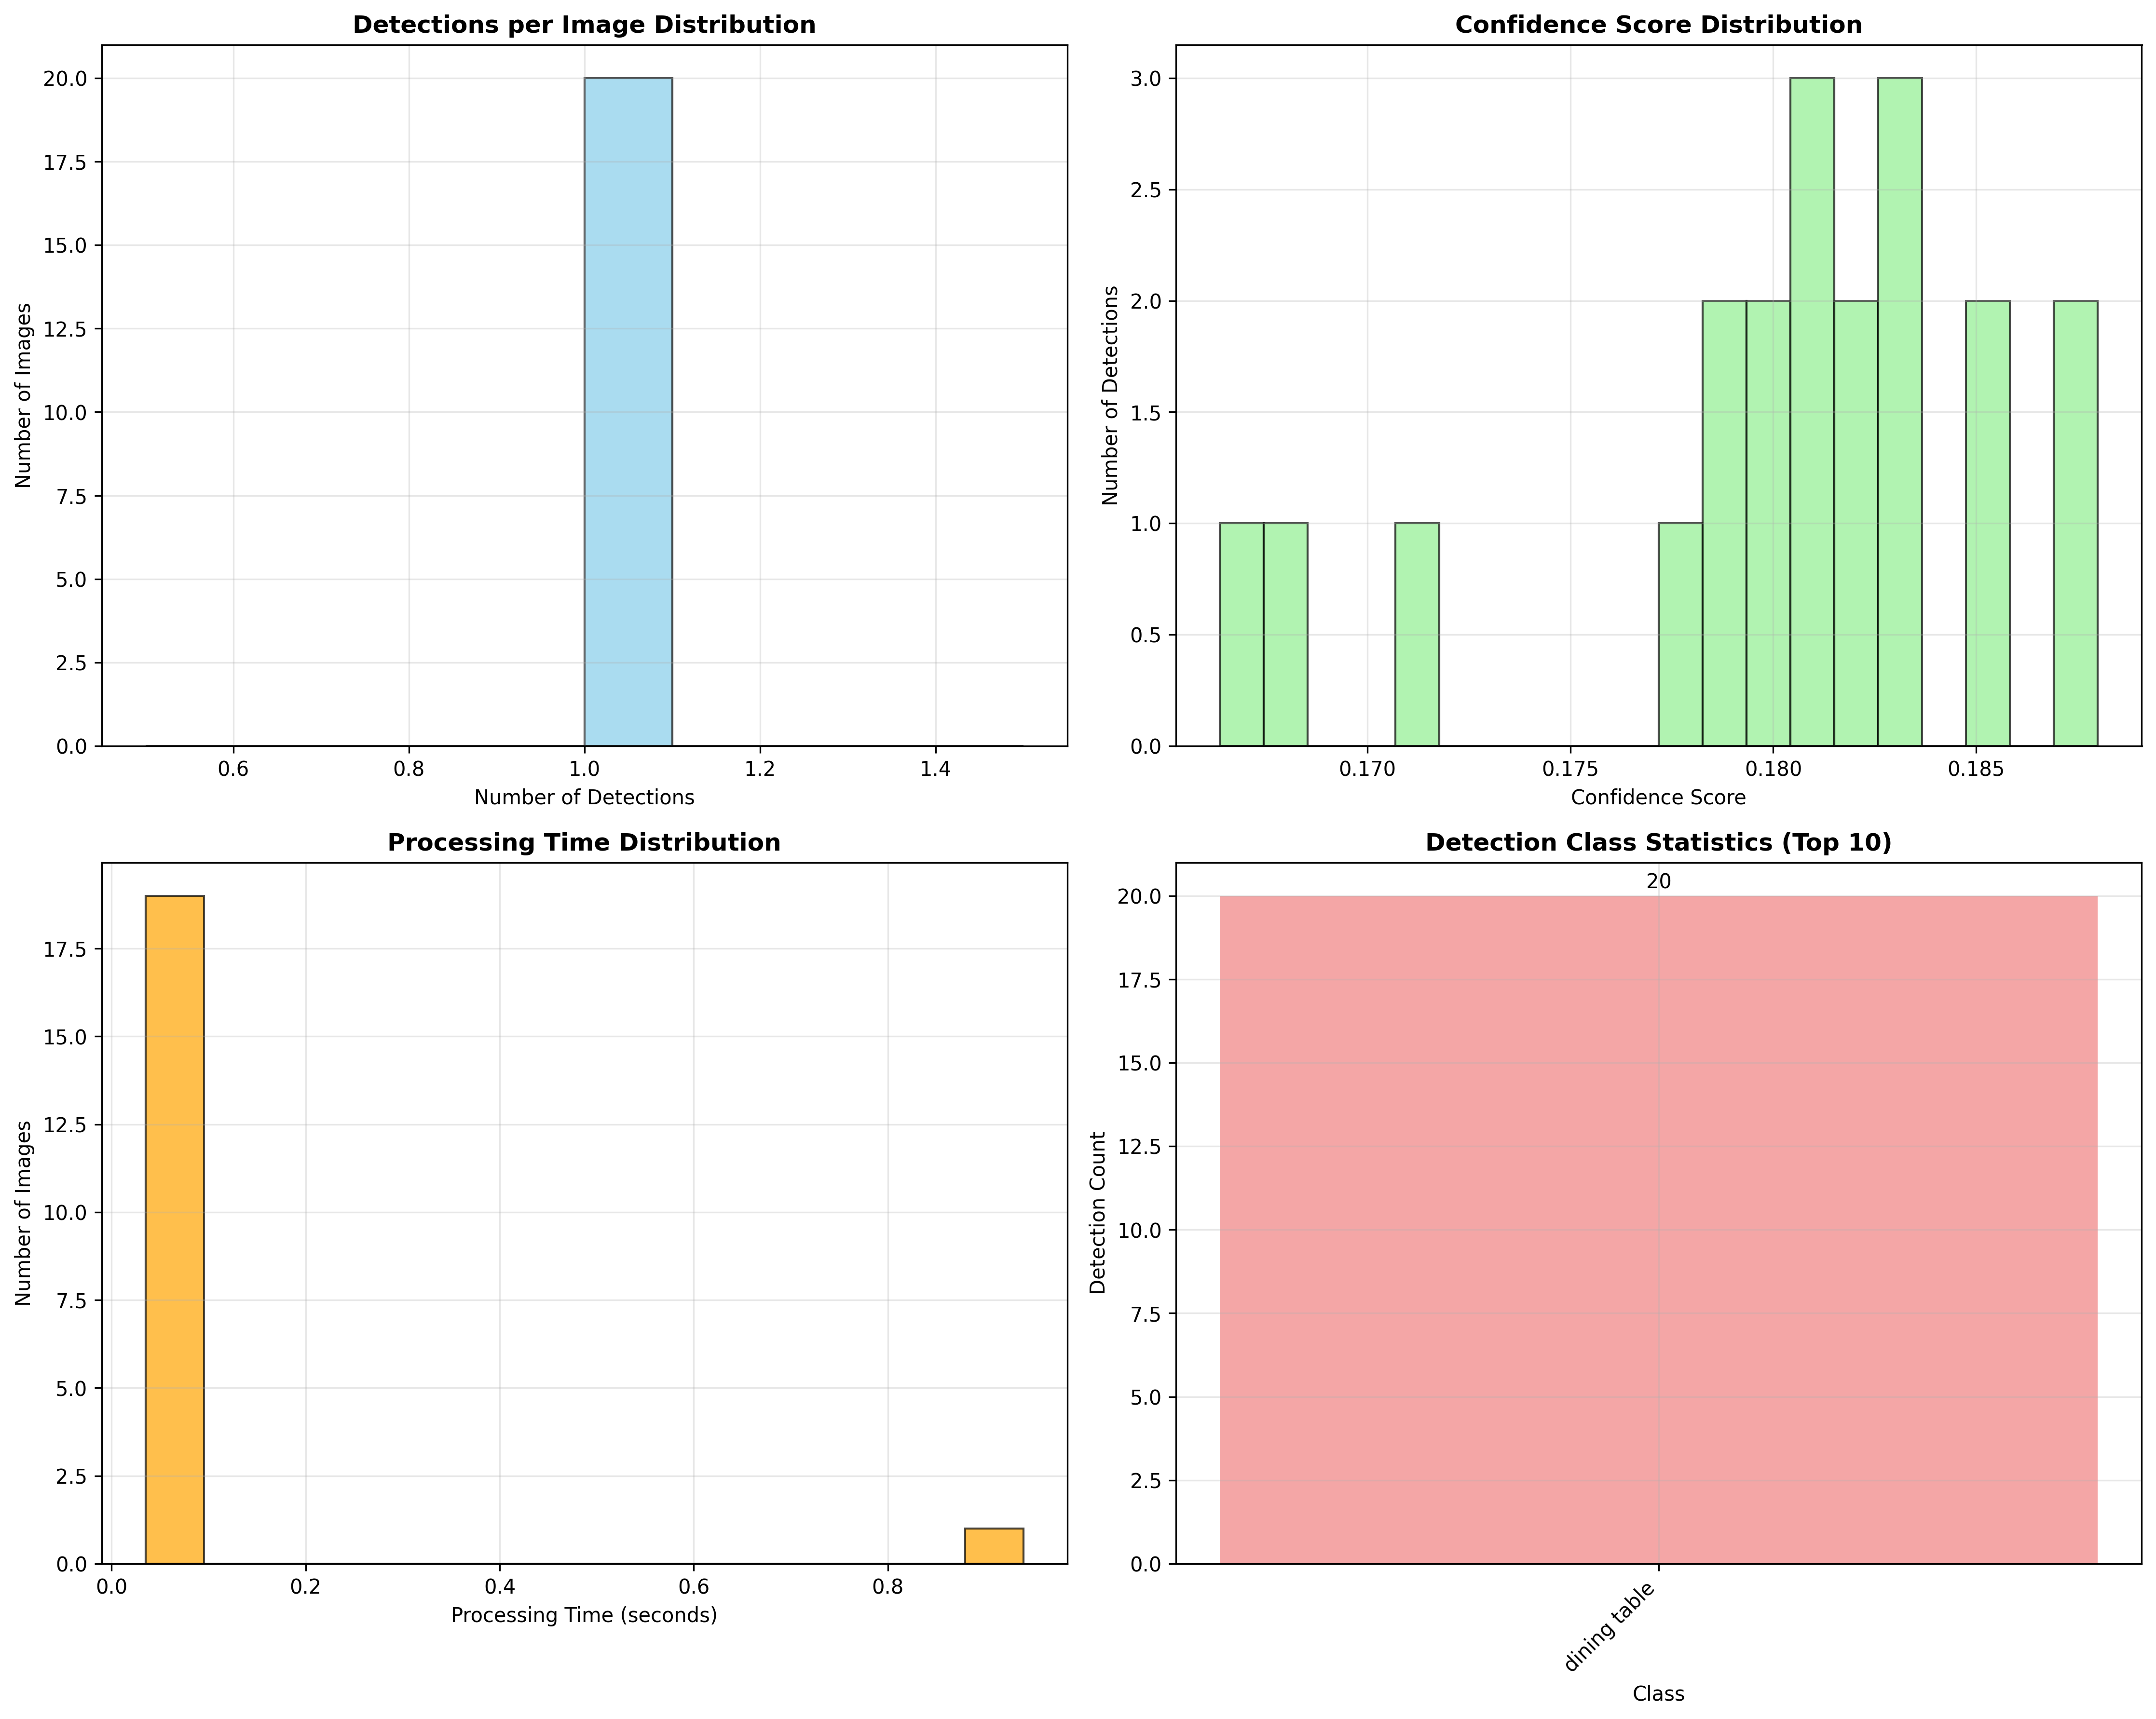 Detections per Image Distribution
20.0
17.5
15.0
12.5
10.0
7.5
5.0
2.5
0.0
Number of Images
0.6 0.8 1.0 1.2 1.4
Number of Detections
Confidence Score Distribution
3.0
2.5
2.0
1.5
1.0
0.5
0.0
Number of Detections
0.170 0.175 0.180 0.185
Confidence Score
Processing Time Distribution
17.5
15.0
12.5
10.0
7.5
5.0
2.5
0.0
Number of Images
0.0 0.2 0.4 0.6 0.8
Processing Time (seconds)
Detection Class Statistics (Top 10)
20
20.0
17.5
15.0
12.5
10.0
7.5
5.0
2.5
0.0
Detection Count
dining table
Class